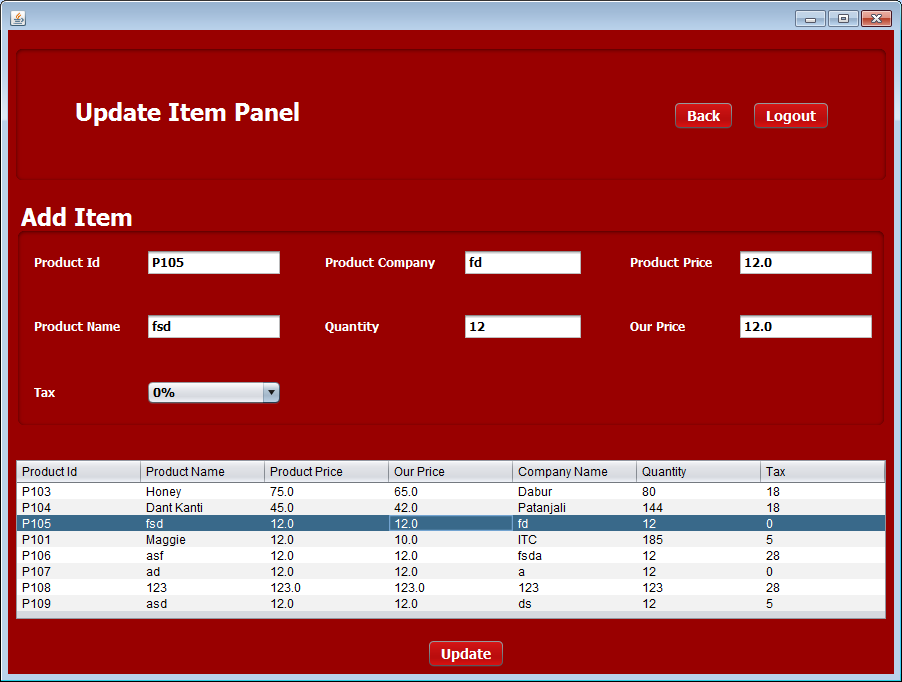 Update Item Panel
Back Logout
Add Item
Product Id P105 Product Company fd Product Price 12.0
Product Name fsd Quantity 12 Our Price 12.0
Tax 0%
Product Id Product Name Product Price Our Price Company Name Quantity Tax
P103 Honey 75.0 65.0 Dabur 80 18
P104 Dant Kanti 45.0 42.0 Patanjali 144 18
P105 fsd 12.0 12.0 fd 12 0
P101 Maggie 12.0 10.0 ITC 185 5
P106 asf 12.0 12.0 fsda 12 28
P107 ad 12.0 12.0 a 12 0
P108 123 123.0 123.0 123 123 28
P109 asd 12.0 12.0 ds 12 5
Update